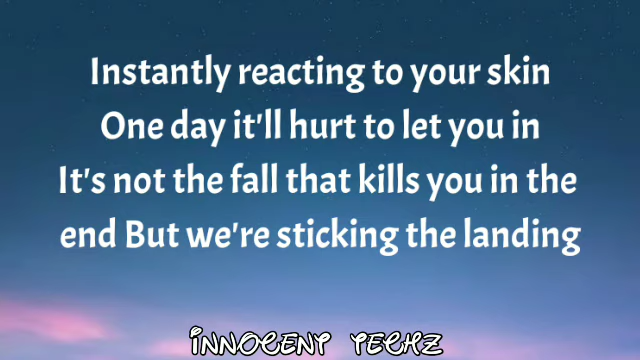 Instantly reacting to your skin
One day it'll hurt to let you in
It's not the fall that kills you in the
end But we're sticking the landing
INNOCENT TECHZ